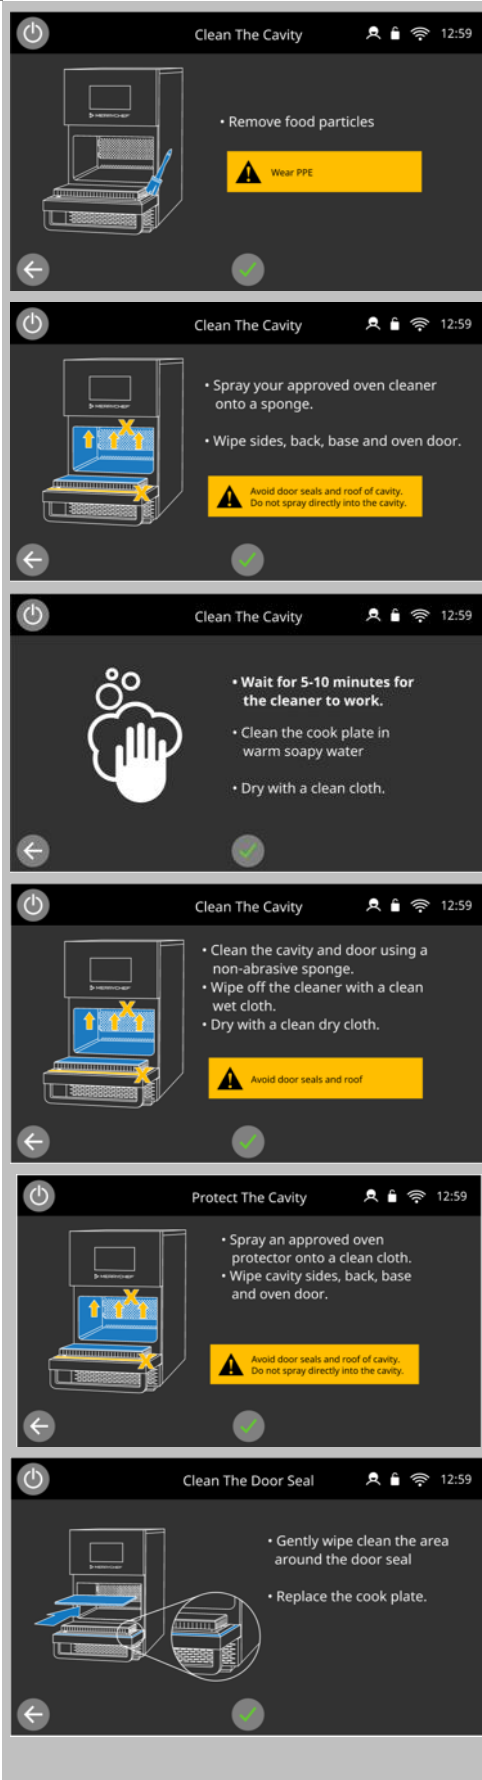 Clean The Cavity
12:59
MERRYCHEF
• Remove food particles
Wear PPE
Clean The Cavity
12:59
MERRYCHEF
• Spray your approved oven cleaner
onto a sponge.
• Wipe sides, back, base and oven door.
Avoid door seals and roof of cavity.
Do not spray directly into the cavity.
Clean The Cavity
12:59
• Wait for 5-10 minutes for
the cleaner to work.
• Clean the cook plate in
warm soapy water
• Dry with a clean cloth.
Clean The Cavity
12:59
MERRYCHEF
• Clean the cavity and door using a
non-abrasive sponge.
• Wipe off the cleaner with a clean
wet cloth.
• Dry with a clean dry cloth.
Avoid door seals and roof
Protect The Cavity
12:59
MERRYCHEF
• Spray an approved oven
protector onto a clean cloth.
• Wipe cavity sides, back, base
and oven door.
Avoid door seals and roof of cavity.
Do not spray directly into the cavity.
Clean The Door Seal
12:59
MERRYCHEF
• Gently wipe clean the area
around the door seal
• Replace the cook plate.